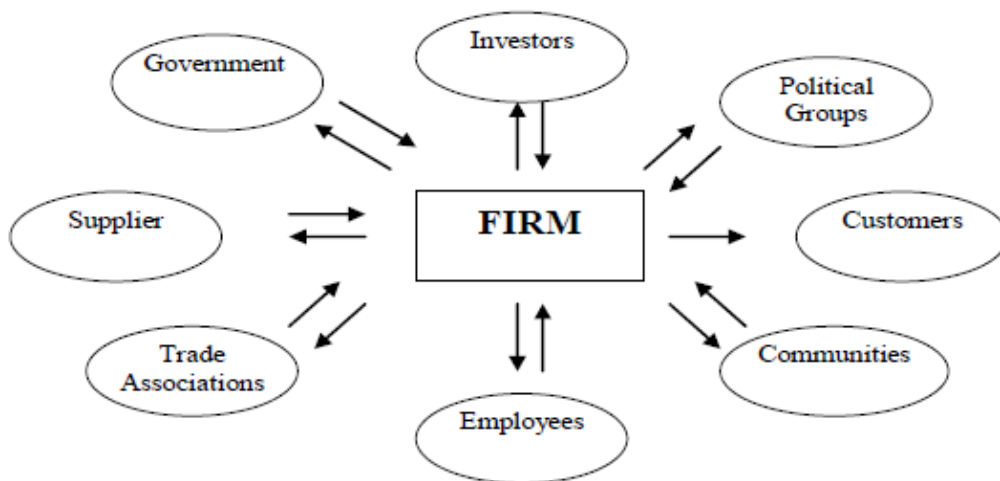 Investors
Government
Political
Groups
Supplier
FIRM
Customers
Trade
Associations
Communities
Employees